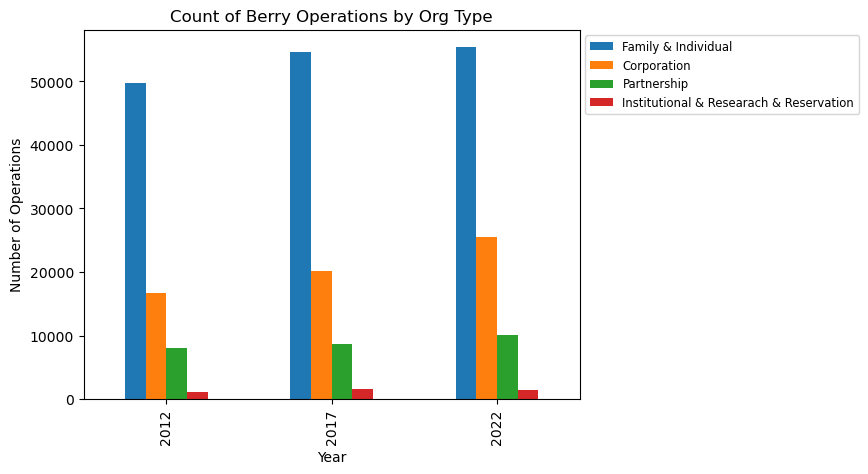 Count of Berry Operations by Org Type
Family & Individual
Corporation
Partnership
Institutional & Researach & Reservation
Number of Operations
50000
40000
30000
20000
10000
0
2012
2017
2022
Year